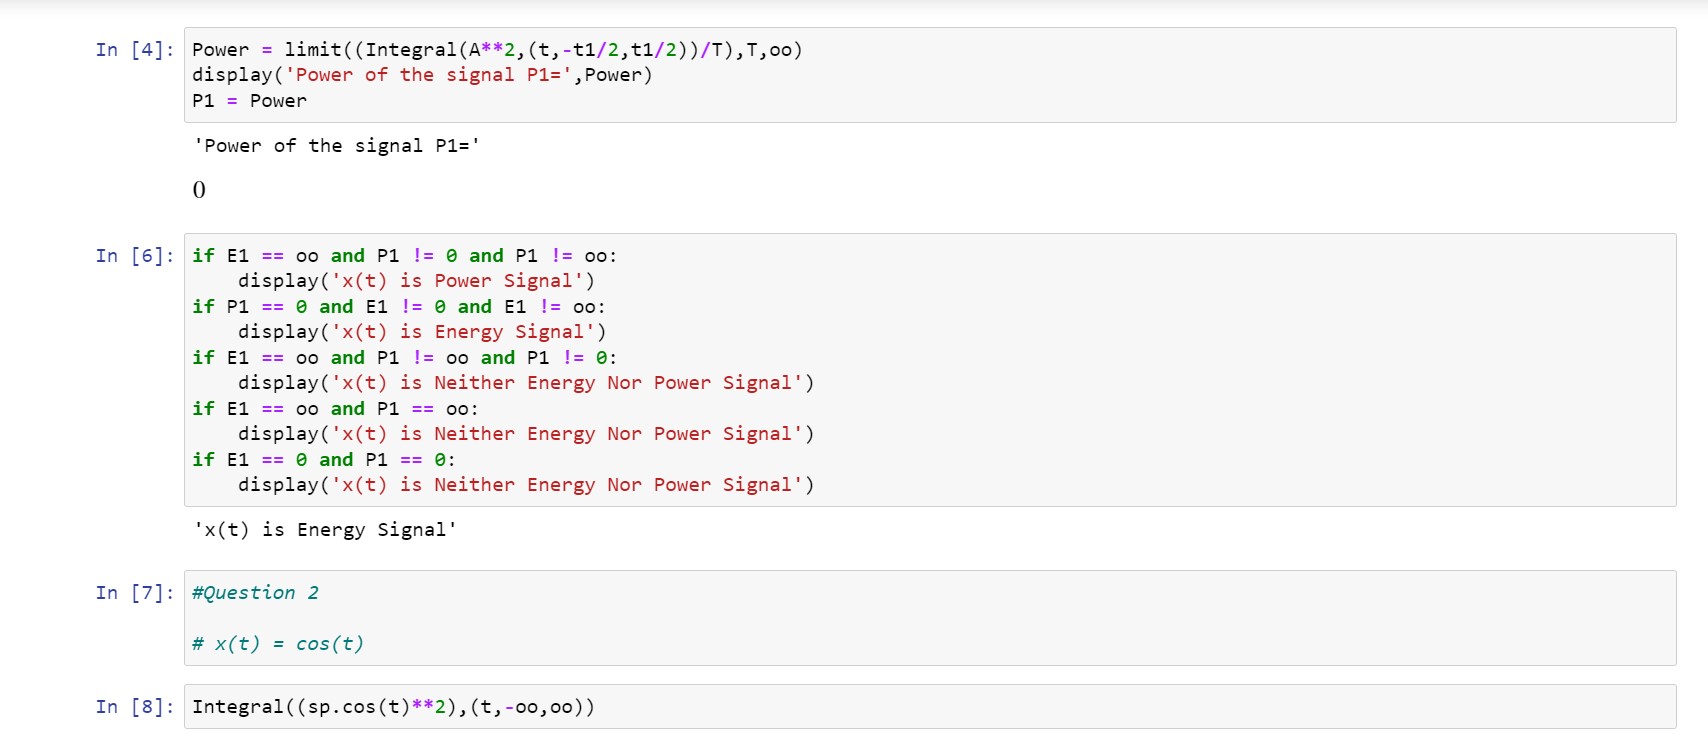 In [4]: Power = limit((Integral(A**2,(t,-t1/2,t1/2))/T),T,oo)
display('Power of the signal P1=',Power)
P1 = Power
'Power of the signal P1='
0
In [6]: if E1 == oo and P1 != 0 and P1 != oo:
    display('x(t) is Power Signal')
if P1 == 0 and E1 != 0 and E1 != oo:
    display('x(t) is Energy Signal')
if E1 == oo and P1 != oo and P1 != 0:
    display('x(t) is Neither Energy Nor Power Signal')
if E1 == oo and P1 == oo:
    display('x(t) is Neither Energy Nor Power Signal')
if E1 == 0 and P1 == 0:
    display('x(t) is Neither Energy Nor Power Signal')
'x(t) is Energy Signal'
In [7]: #Question 2
# x(t) = cos(t)
In [8]: Integral((sp.cos(t)**2),(t,-oo,oo))